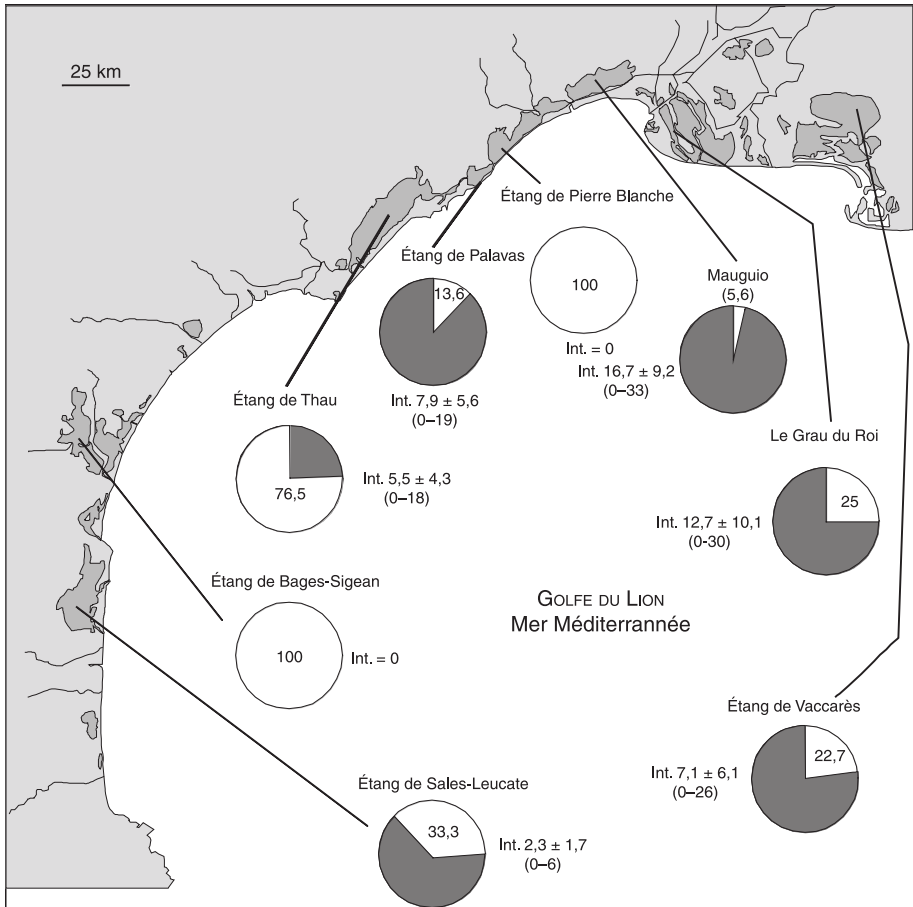 25 km
Étang de Pierre Blanche
100
Int. = 0
Étang de Palavas
13,6
Int. 7,9 ± 5,6
(0–19)
Mauguio
(5,6)
Int. 16,7 ± 9,2
(0–33)
Étang de Thau
76,5
Int. 5,5 ± 4,3
(0–18)
Le Grau du Roi
25
Int. 12,7 ± 10,1
(0-30)
Étang de Bages-Sigean
100
Int. = 0
GOLFE DU LION
Mer Méditerrannée
Étang de Vaccarès
22,7
Int. 7,1 ± 6,1
(0–26)
Étang de Sales-Leucate
33,3
Int. 2,3 ± 1,7
(0–6)